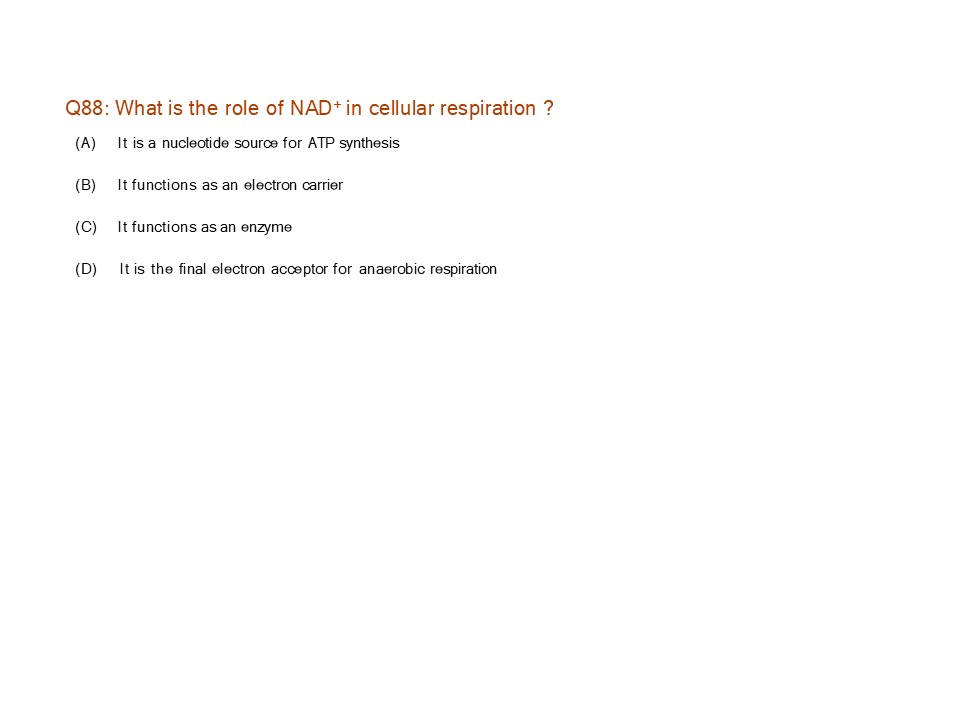 Q88: What is the role of NAD⁺ in cellular respiration ?
(A) It is a nucleotide source for ATP synthesis
(B) It functions as an electron carrier
(C) It functions as an enzyme
(D) It is the final electron acceptor for anaerobic respiration